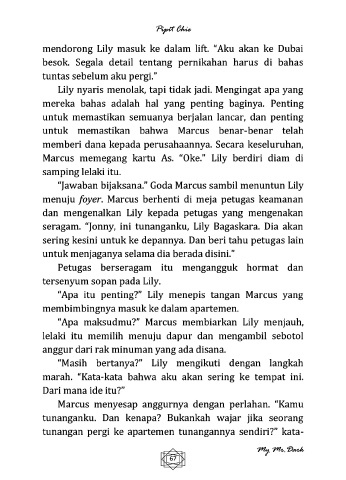 Pipit Chie
mendorong Lily masuk ke dalam lift. “Aku akan ke Dubai
besok. Segala detail tentang pernikahan harus di bahas
tuntas sebelum aku pergi.”
Lily nyaris menolak, tapi tidak jadi. Mengingat apa yang
mereka bahas adalah hal yang penting baginya. Penting
untuk memastikan semuanya berjalan lancar, dan penting
untuk memastikan bahwa Marcus benar-benar telah
memberi dana kepada perusahaannya. Secara keseluruhan,
Marcus memegang kartu As. “Oke.” Lily berdiri diam di
samping lelaki itu.
“Jawaban bijaksana.” Goda Marcus sambil menuntun Lily
menuju foyer. Marcus berhenti di meja petugas keamanan
dan mengenalkan Lily kepada petugas yang mengenakan
seragam. “Jonny, ini tunanganku, Lily Bagaskara. Dia akan
sering kesini untuk ke depannya. Dan beri tahu petugas lain
untuk menjaganya selama dia berada disini.”
Petugas berseragam itu mengangguk hormat dan
tersenyum sopan pada Lily.
“Apa itu penting?” Lily menepis tangan Marcus yang
membimbingnya masuk ke dalam apartemen.
“Apa maksudmu?” Marcus membiarkan Lily menjauh,
lelaki itu memilih menuju dapur dan mengambil sebotol
anggur dari rak minuman yang ada disana.
“Masih bertanya?” Lily mengikuti dengan langkah
marah. “Kata-kata bahwa aku akan sering ke tempat ini.
Dari mana ide itu?”
Marcus menyesap anggurnya dengan perlahan. “Kamu
tunanganku. Dan kenapa? Bukankah wajar jika seorang
tunangan pergi ke apartemen tunangannya sendiri?” kata-
My Mr. Dark
67